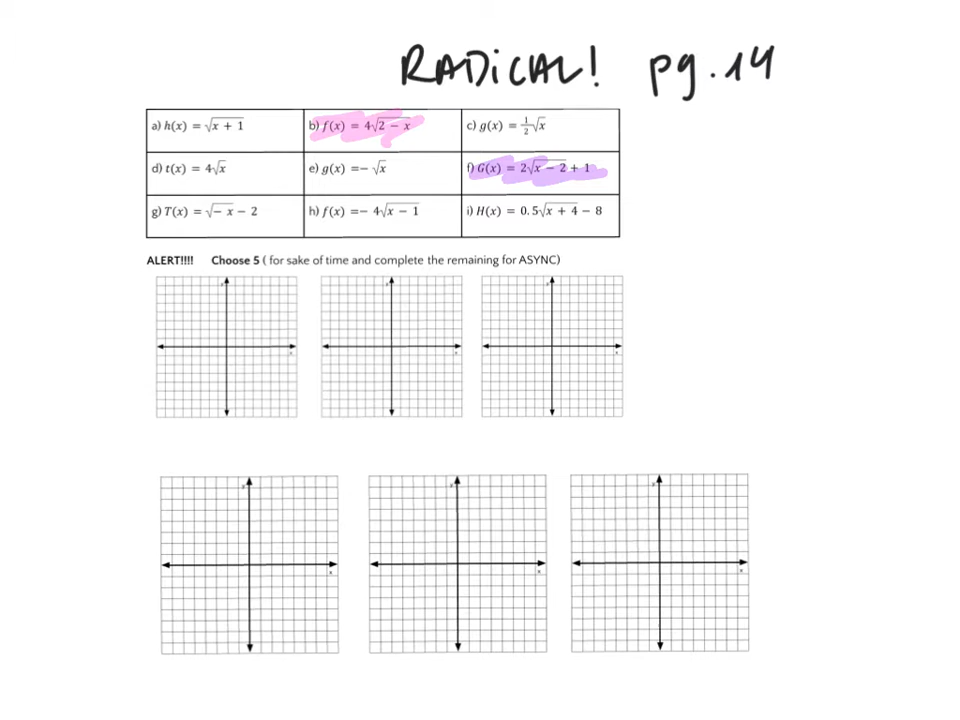 RADiCAL! pg. 14
a) h(x) = √x + 1 b) f(x) = 4√2 − x c) g(x) = 1/2 √x
d) t(x) = 4√x e) g(x) =− √x f) G(x) = 2√x − 2 + 1
g) T(x) = √− x − 2 h) f(x) =− 4√x − 1 i) H(x) = 0. 5√x + 4 − 8
ALERT!!!! Choose 5 ( for sake of time and complete the remaining for ASYNC)
y y y
x x x
y y y
x x x